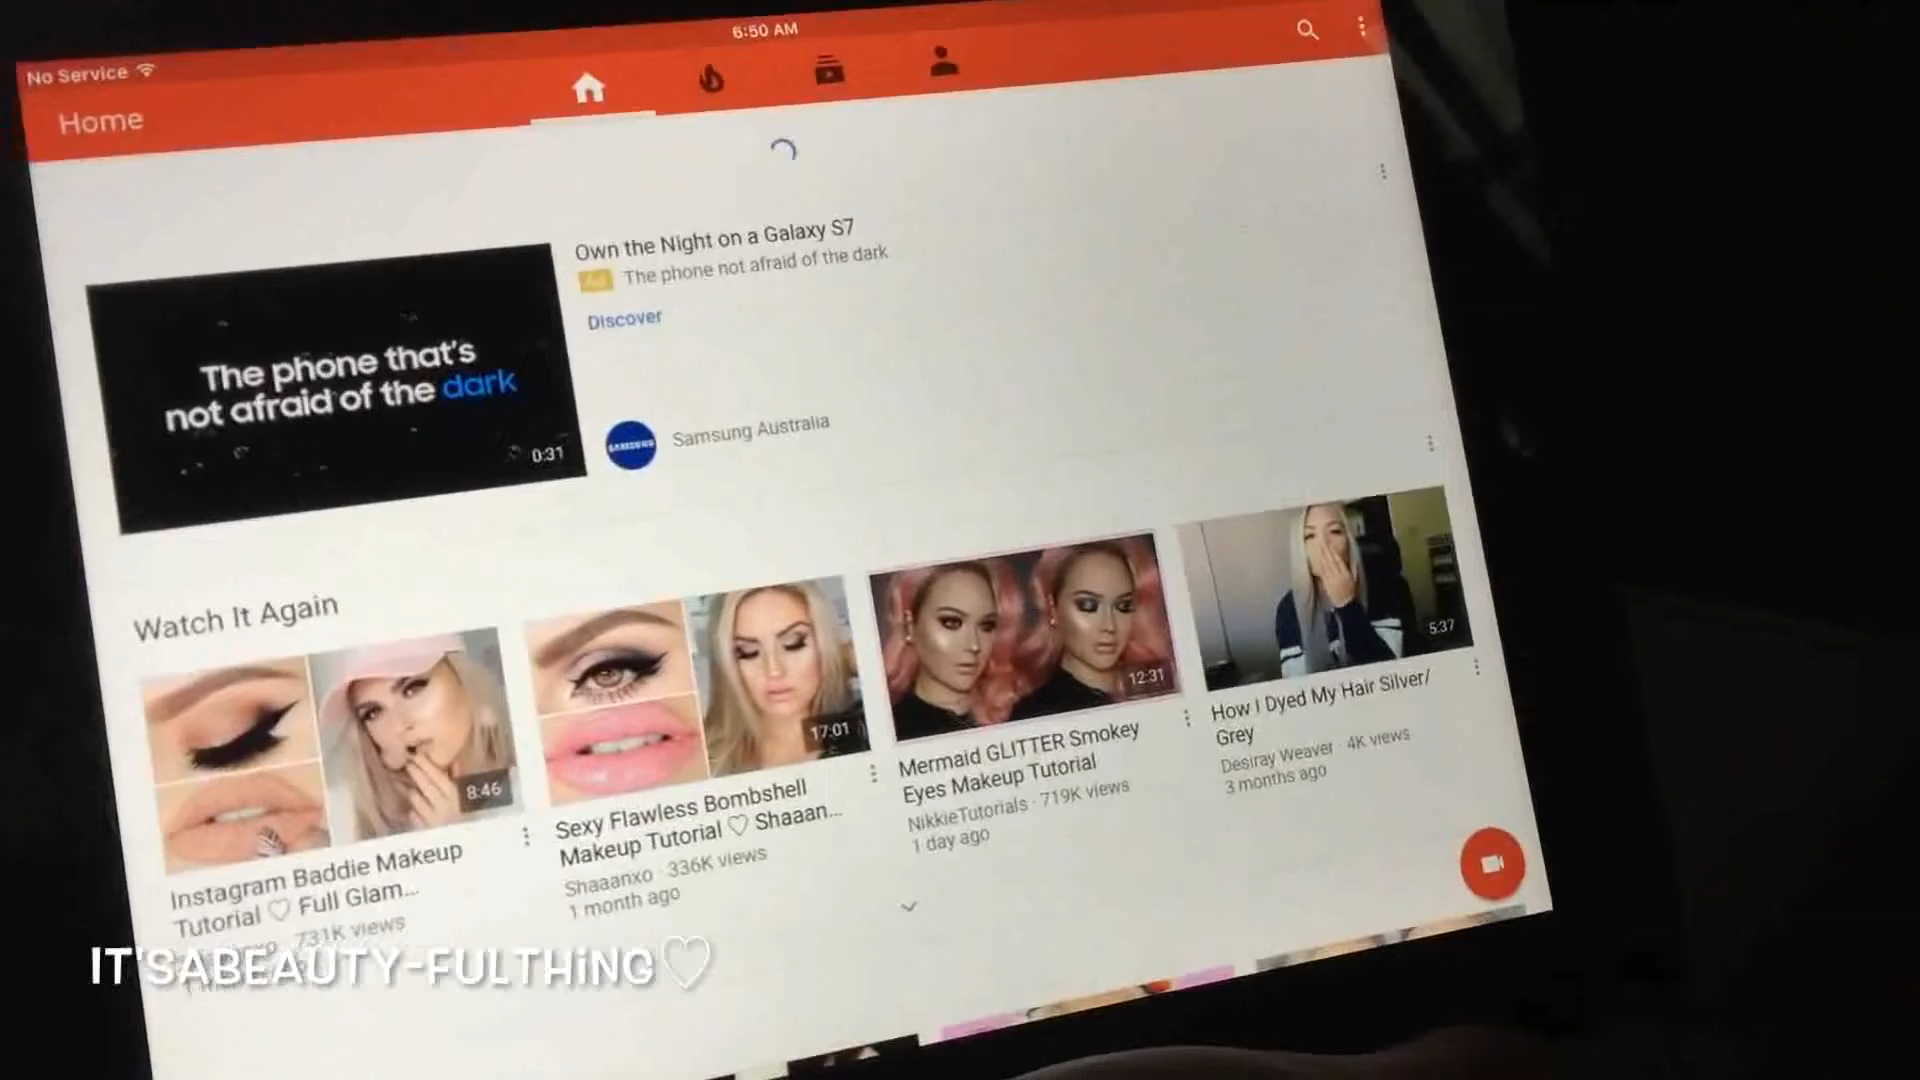 6:50 AM
No Service
Home
Own the Night on a Galaxy S7
Ad The phone not afraid of the dark
Discover
The phone that's
not afraid of the dark
0:31
SAMSUNG
Samsung Australia
Watch It Again
8:46
17:01
12:31
5:37
Instagram Baddie Makeup
Tutorial ♡ Full Glam...
731K views
Sexy Flawless Bombshell
Makeup Tutorial ♡ Shaaan...
Shaaanxo · 336K views
1 month ago
Mermaid GLITTER Smokey
Eyes Makeup Tutorial
NikkieTutorials · 719K views
1 day ago
How I Dyed My Hair Silver/
Grey
Desiray Weaver · 4K views
3 months ago
IT'SABEAUTY-FULTHiNG♡